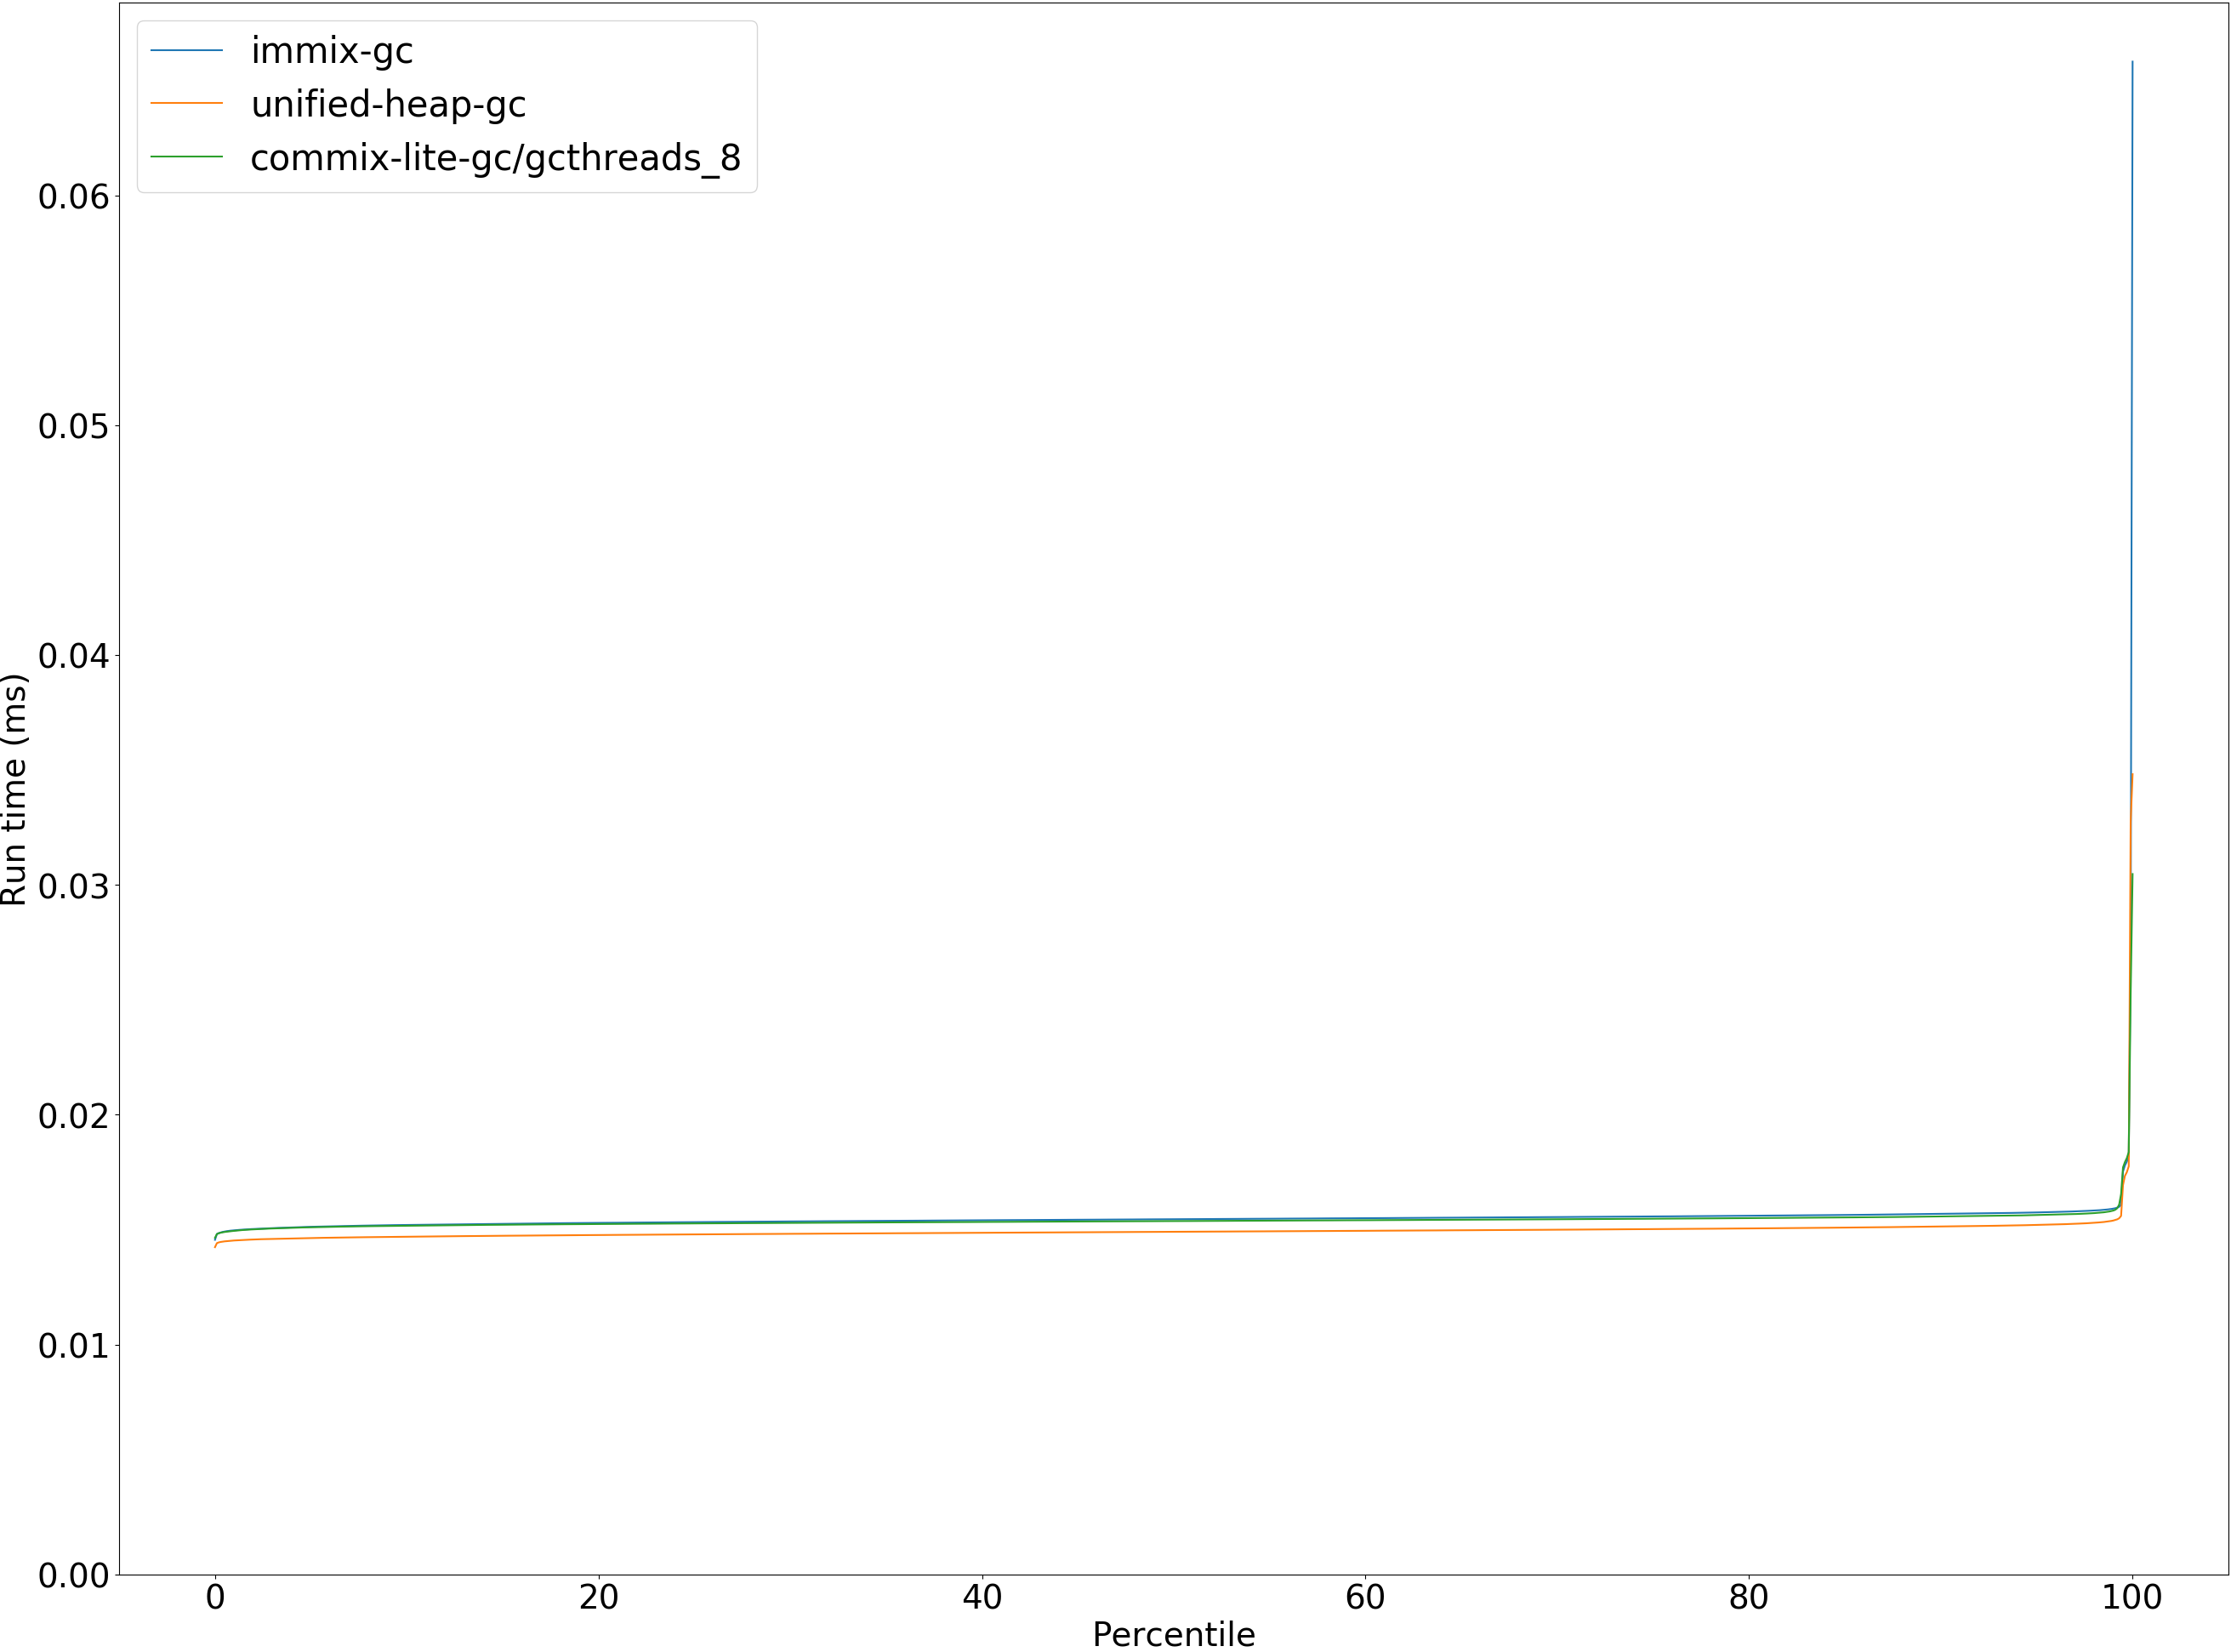 immix-gc
unified-heap-gc
commix-lite-gc/gcthreads_8
0.06
0.05
0.04
0.03
0.02
0.01
0.00
Run time (ms)
0 20 40 60 80 100
Percentile